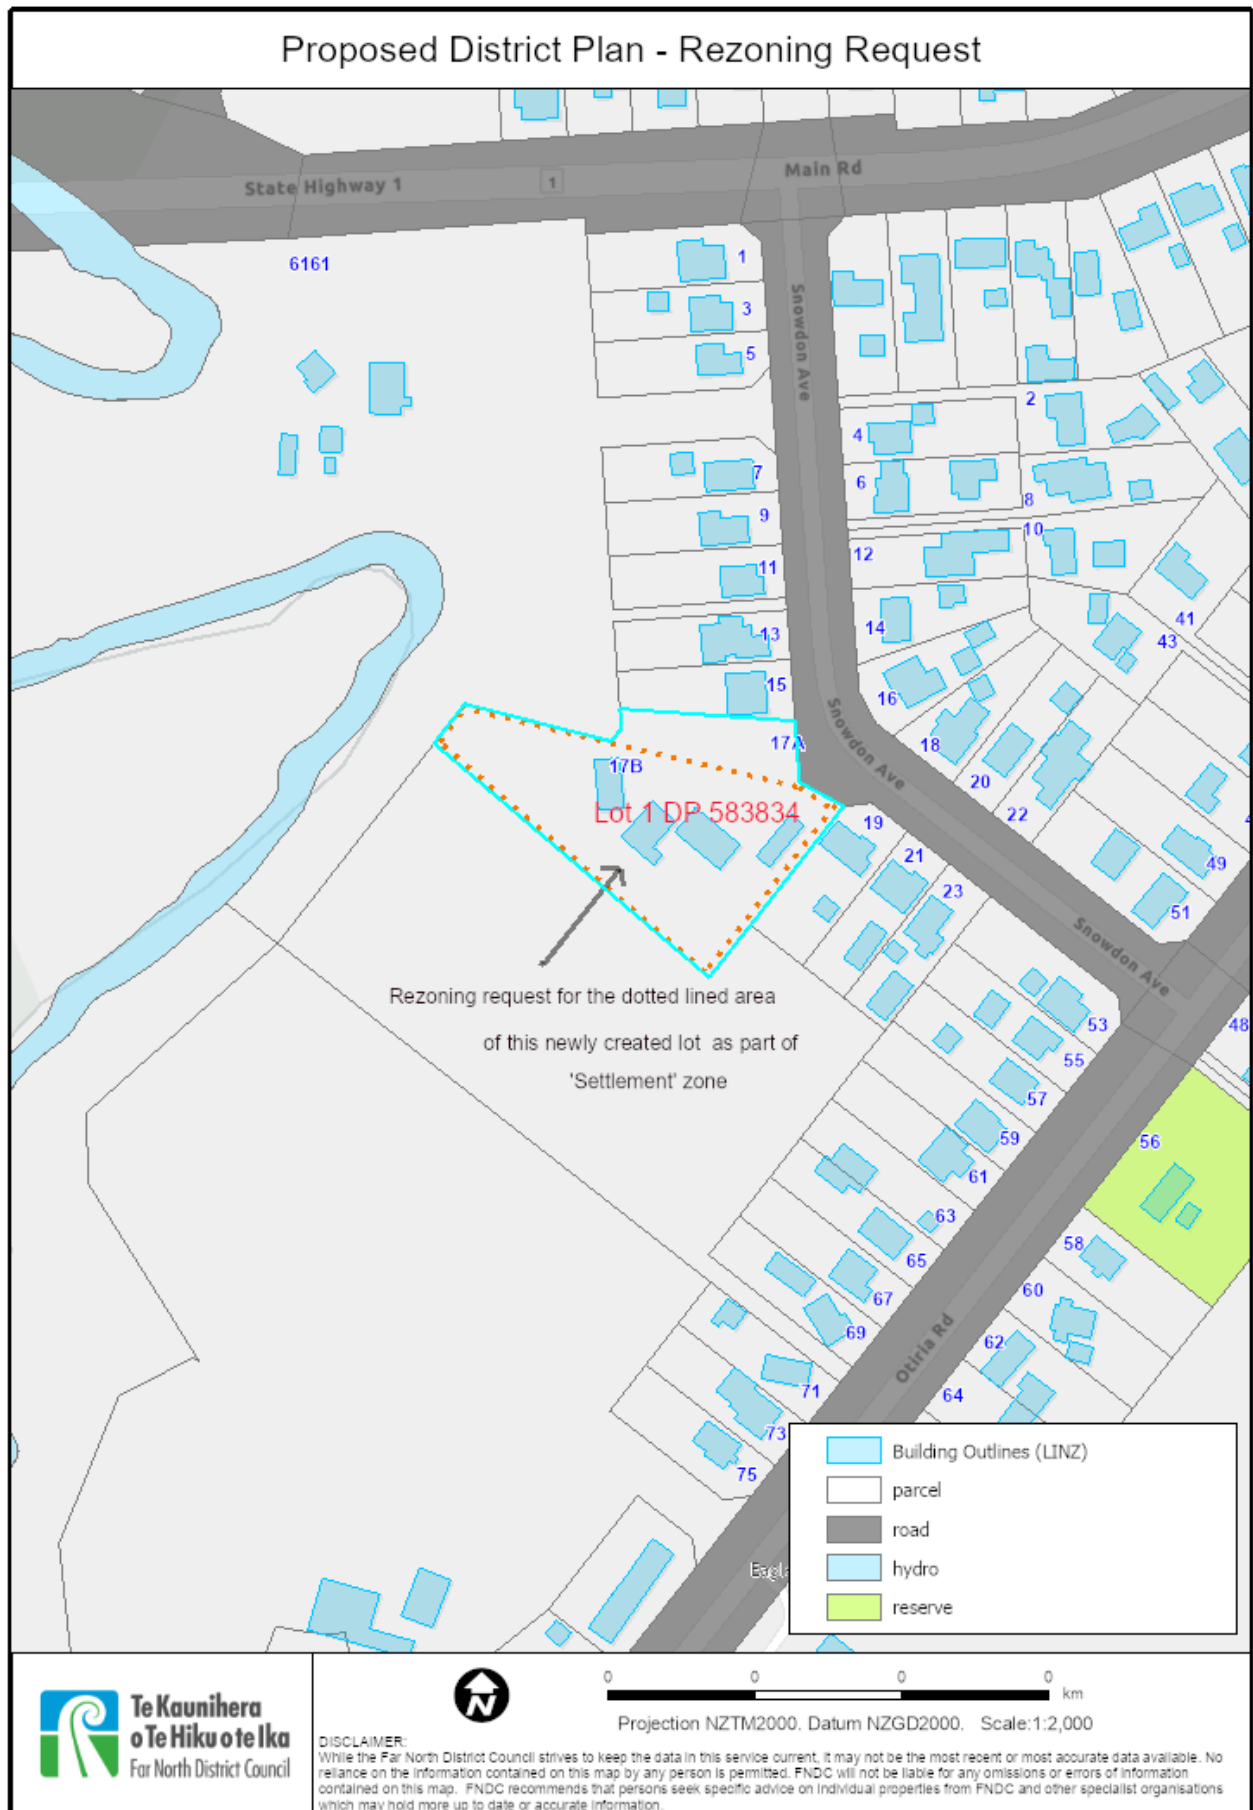 Proposed District Plan - Rezoning Request
State Highway 1
1
Main Rd
6161
1
3
5
Snowdon Ave
2
4
7
6
8
9
10
12
11
41
14
13
43
15
16
Snowdon Ave
17A
18
17B
20
Lot 1 DP 583834
22
19
21
49
23
51
Snowdon Ave
Rezoning request for the dotted lined area
of this newly created lot as part of
'Settlement' zone
53
48
55
57
59
56
61
63
58
65
60
67
69
Otiria Rd
62
71
64
73
75
Building Outlines (LINZ)
parcel
road
hydro
reserve
Te Kaunihera
o Te Hiku o te Ika
Far North District Council
N
0 0 0 0
km
Projection NZTM2000. Datum NZGD2000. Scale:1:2,000
DISCLAIMER:
While the Far North District Council strives to keep the data in this service current, it may not be the most recent or most accurate data available. No
reliance on the information contained on this map by any person is permitted. FNDC will not be liable for any omissions or errors of information
contained on this map. FNDC recommends that persons seek specific advice on individual properties from FNDC and other specialist organisations
which may hold more up to date or accurate information.